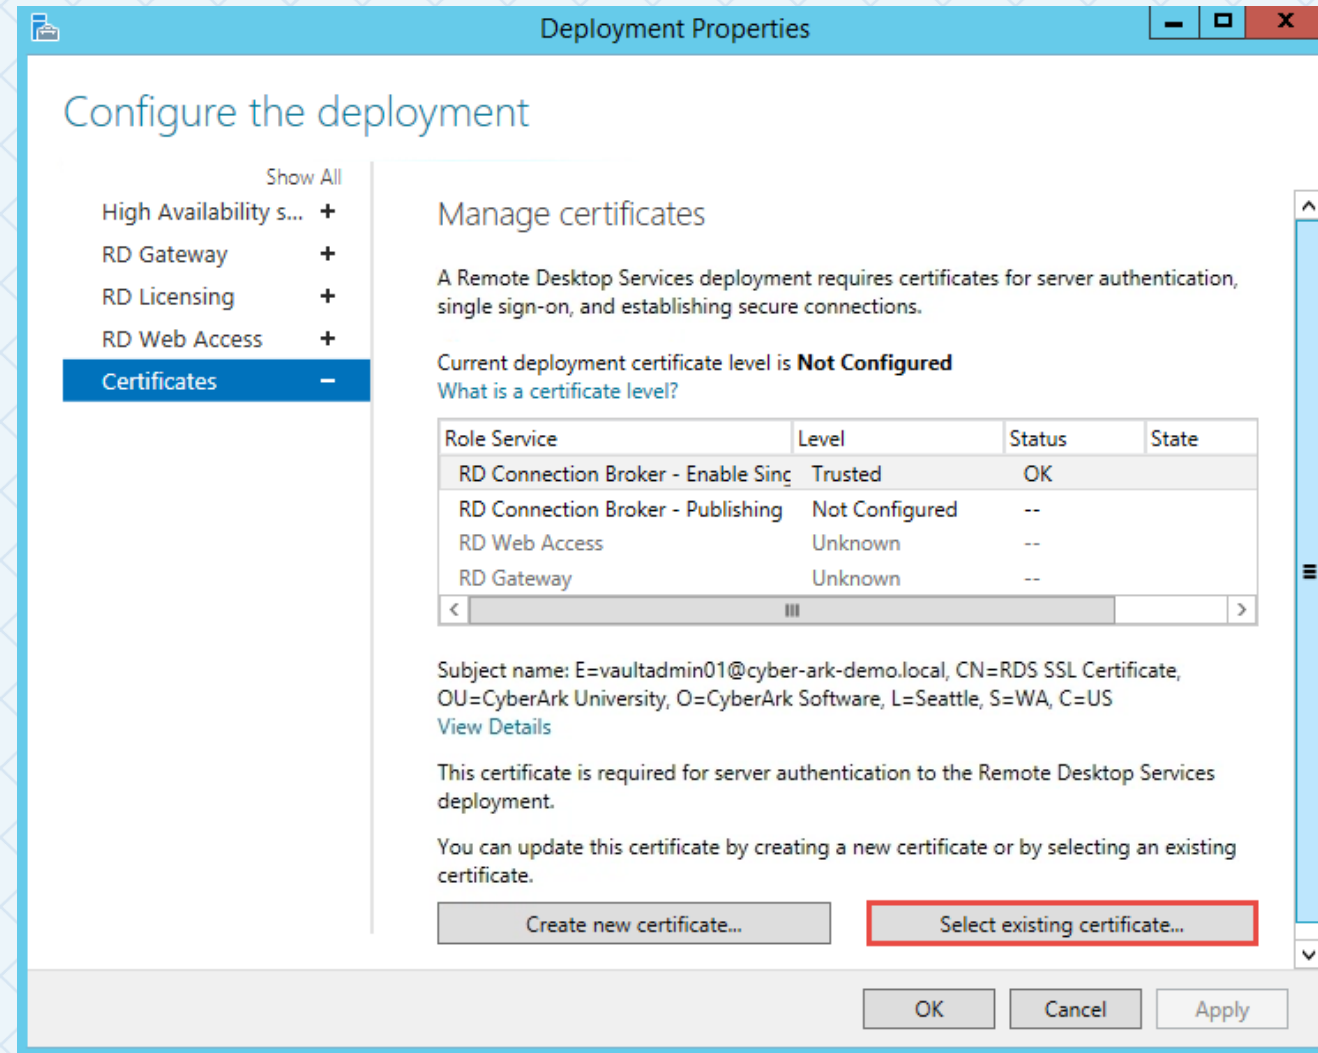 Deployment Properties
Configure the deployment
Show All
High Availability s... +
RD Gateway +
RD Licensing +
RD Web Access +
Certificates –
Manage certificates
A Remote Desktop Services deployment requires certificates for server authentication,
single sign-on, and establishing secure connections.
Current deployment certificate level is Not Configured
What is a certificate level?
Role Service Level Status State
RD Connection Broker - Enable Sing Trusted OK
RD Connection Broker - Publishing Not Configured --
RD Web Access Unknown --
RD Gateway Unknown --
Subject name: E=vaultadmin01@cyber-ark-demo.local, CN=RDS SSL Certificate,
OU=CyberArk University, O=CyberArk Software, L=Seattle, S=WA, C=US
View Details
This certificate is required for server authentication to the Remote Desktop Services
deployment.
You can update this certificate by creating a new certificate or by selecting an existing
certificate.
Create new certificate... Select existing certificate...
OK Cancel Apply